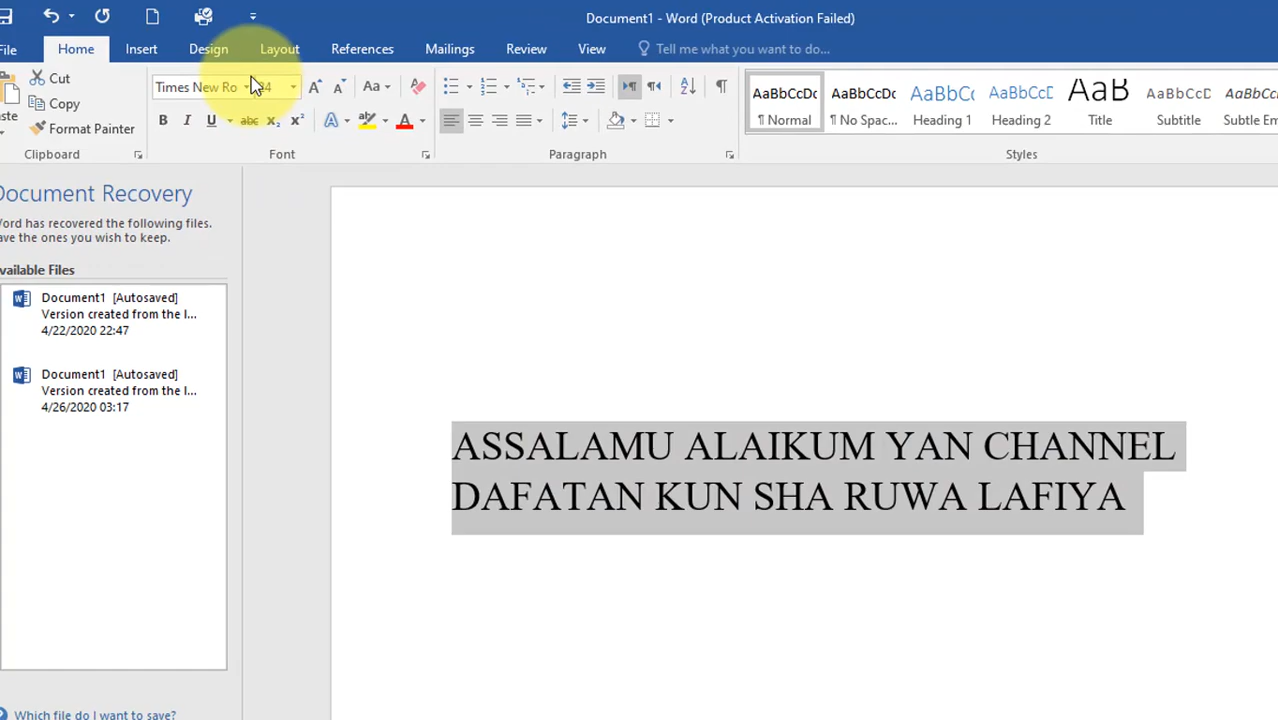 Document1 - Word (Product Activation Failed)
File Home Insert Design Layout References Mailings Review View Tell me what you want to do...
Cut
Copy
Format Painter
Clipboard
Times New Ro
Aa
B I U abc X₂ X²
A A
Font
Paragraph
AaBbCcDc AaBbCcDc AaBbCc AaBbCcD AaB AaBbCcD AaBbCcD
¶ Normal ¶ No Spac... Heading 1 Heading 2 Title Subtitle Subtle Em
Styles
Document Recovery
Word has recovered the following files.
Save the ones you wish to keep.
Available Files
Document1 [Autosaved]
Version created from the l...
4/22/2020 22:47
Document1 [Autosaved]
Version created from the l...
4/26/2020 03:17
Which file do I want to save?
ASSALAMU ALAIKUM YAN CHANNEL
DAFATAN KUN SHA RUWA LAFIYA